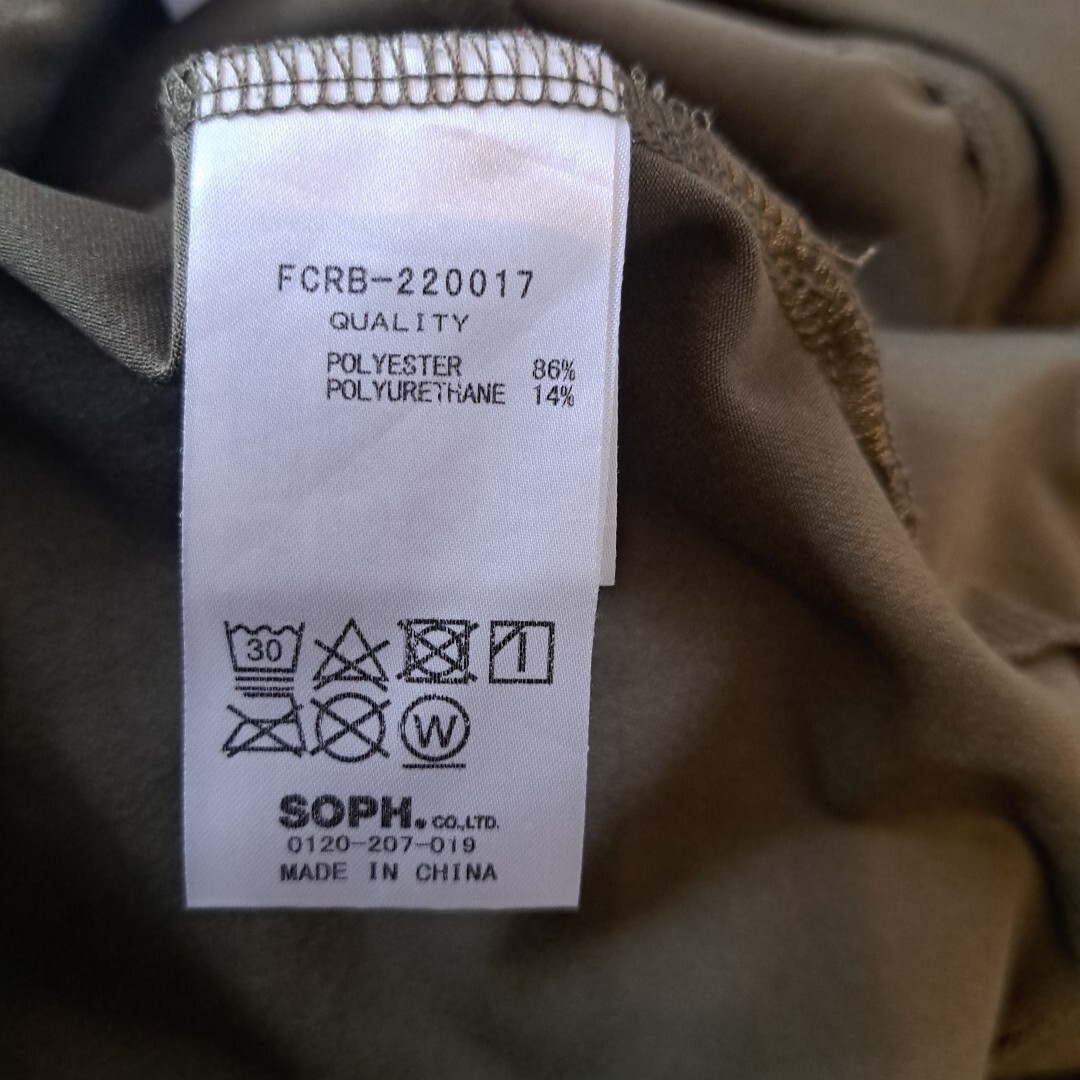 FCRB-220017
QUALITY
POLYESTER 86%
POLYURETHANE 14%
30
W
SOPH. CO.,LTD.
0120-207-019
MADE IN CHINA